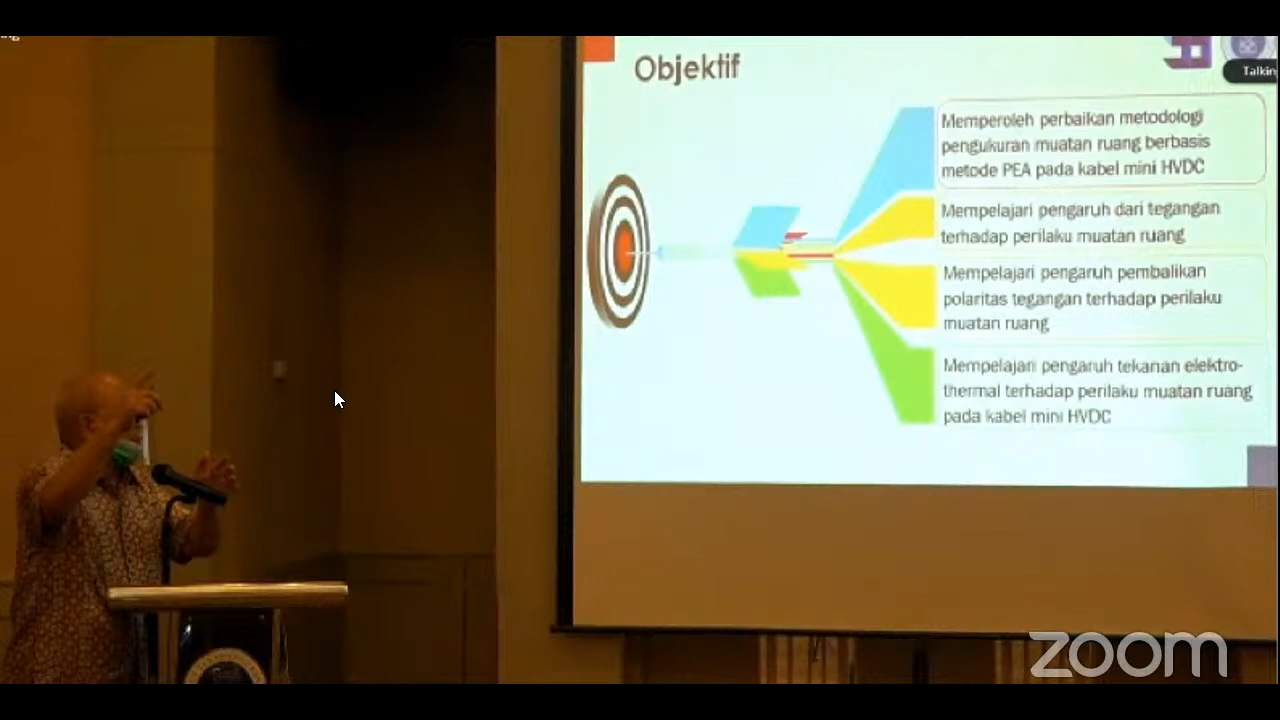 Objektif
Talkin
Memperoleh perbaikan metodologi
pengukuran muatan ruang berbasis
metode PEA pada kabel mini HVDC
Mempelajari pengaruh dari tegangan
terhadap perilaku muatan ruang
Mempelajari pengaruh pembalikan
polaritas tegangan terhadap perilaku
muatan ruang
Mempelajari pengaruh tekanan elektro-
thermal terhadap perilaku muatan ruang
pada kabel mini HVDC
zoom